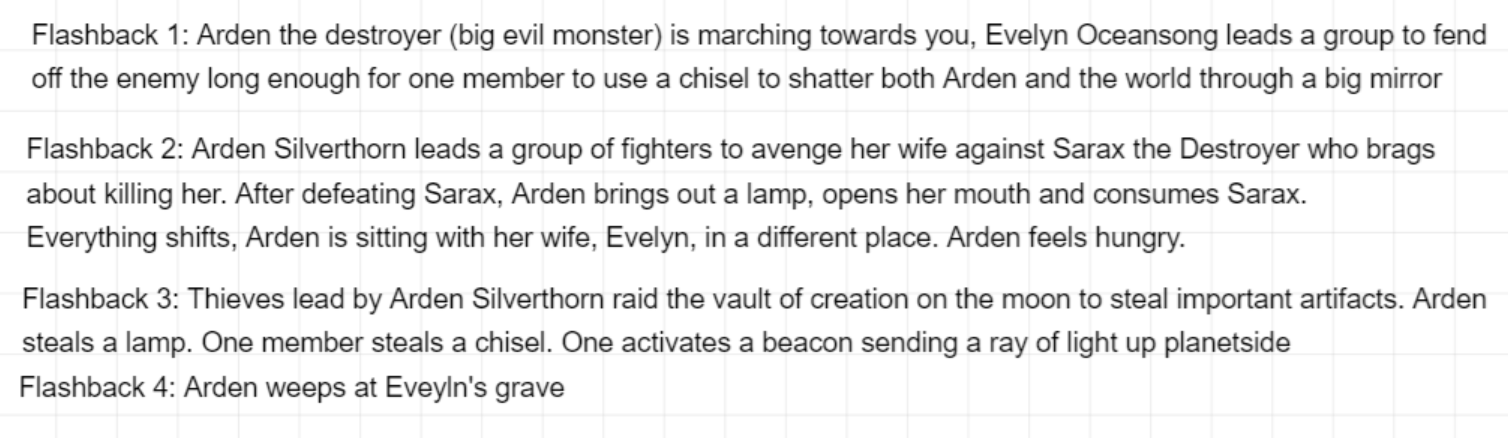 Flashback 1: Arden the destroyer (big evil monster) is marching towards you, Evelyn Oceansong leads a group to fend
off the enemy long enough for one member to use a chisel to shatter both Arden and the world through a big mirror
Flashback 2: Arden Silverthorn leads a group of fighters to avenge her wife against Sarax the Destroyer who brags
about killing her. After defeating Sarax, Arden brings out a lamp, opens her mouth and consumes Sarax.
Everything shifts, Arden is sitting with her wife, Evelyn, in a different place. Arden feels hungry.
Flashback 3: Thieves lead by Arden Silverthorn raid the vault of creation on the moon to steal important artifacts. Arden
steals a lamp. One member steals a chisel. One activates a beacon sending a ray of light up planetside
Flashback 4: Arden weeps at Eveyln's grave